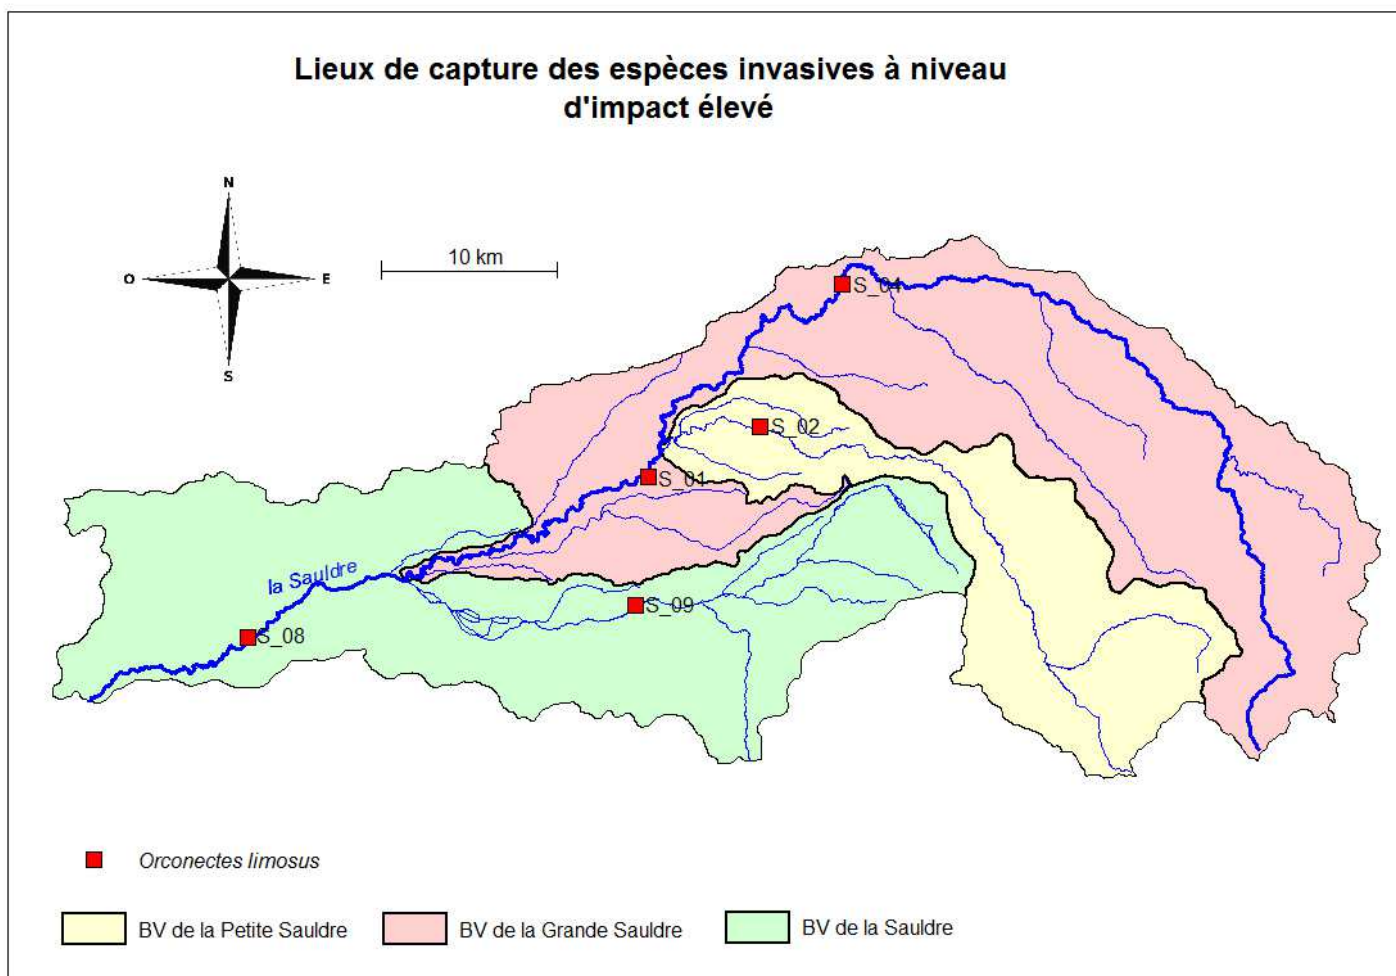 Lieux de capture des espèces invasives à niveau
d'impact élevé
N
O
E
S
10 km
S_04
S_02
S_01
la Sauldre
S_09
S_08
Orconectes limosus
BV de la Petite Sauldre
BV de la Grande Sauldre
BV de la Sauldre